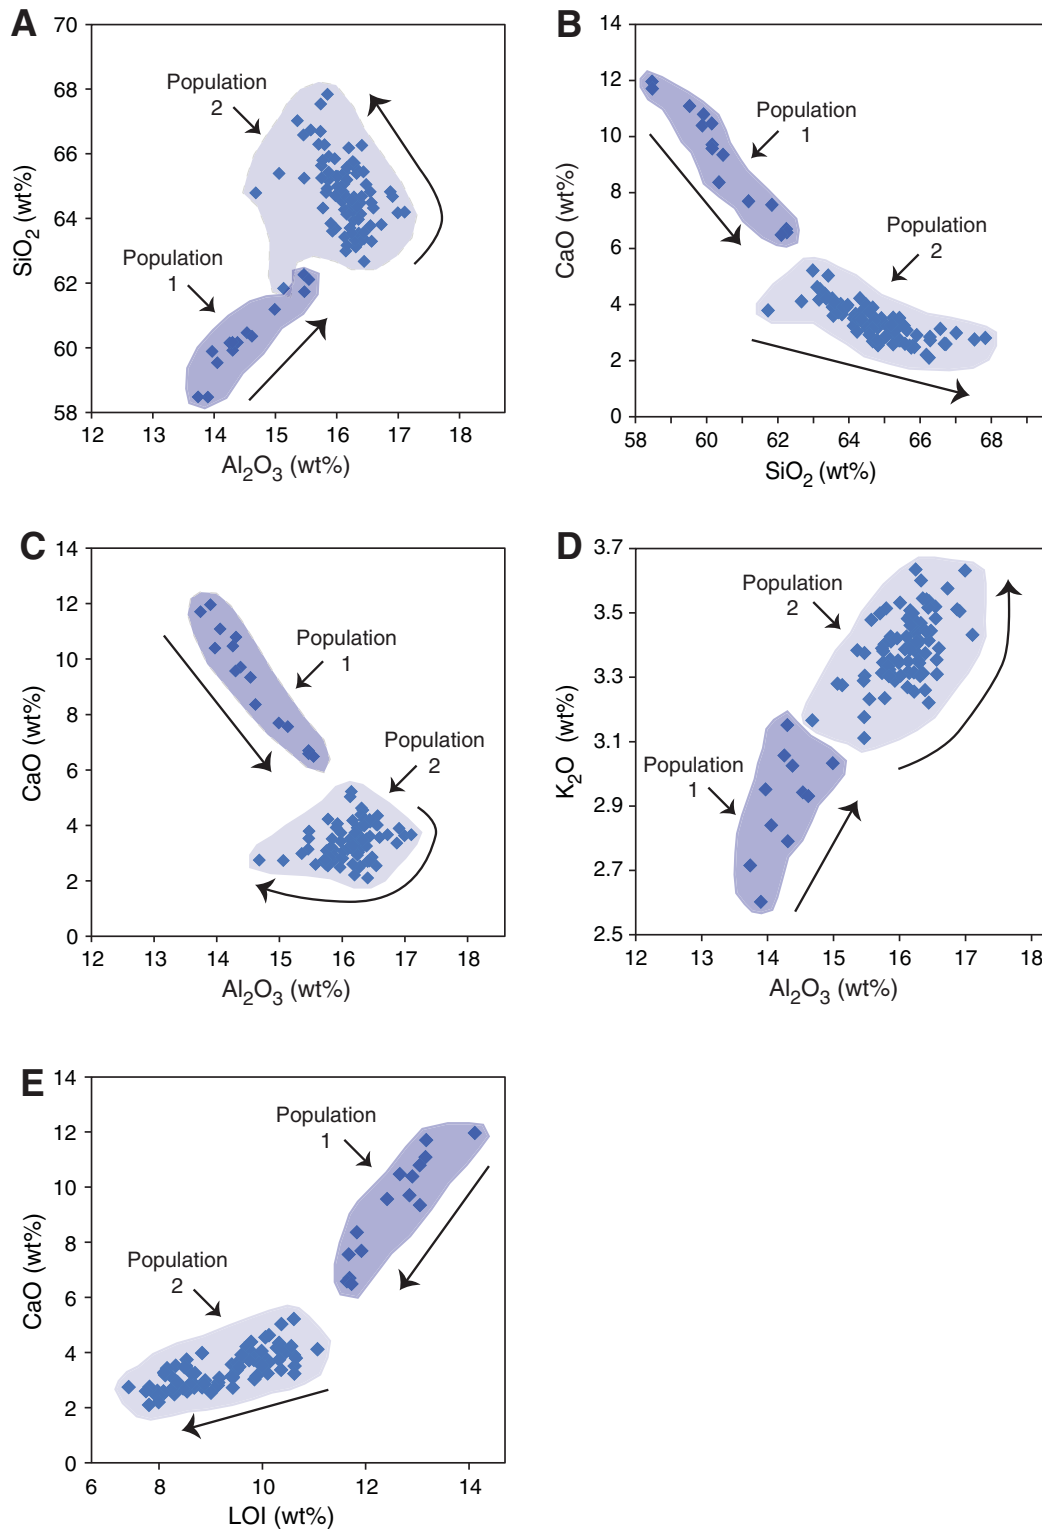 A
70
68
66
64
62
60
58
SiO2 (wt%)
Population
2
Population
1
12 13 14 15 16 17 18
Al2O3 (wt%)
B
14
12
10
8
6
4
2
0
CaO (wt%)
Population
1
Population
2
58 60 62 64 66 68
SiO2 (wt%)
C
14
12
10
8
6
4
2
0
CaO (wt%)
Population
1
Population
2
12 13 14 15 16 17 18
Al2O3 (wt%)
D
3.7
3.5
3.3
3.1
2.9
2.7
2.5
K2O (wt%)
Population
2
Population
1
12 13 14 15 16 17 18
Al2O3 (wt%)
E
14
12
10
8
6
4
2
0
CaO (wt%)
Population
1
Population
2
6 8 10 12 14
LOI (wt%)